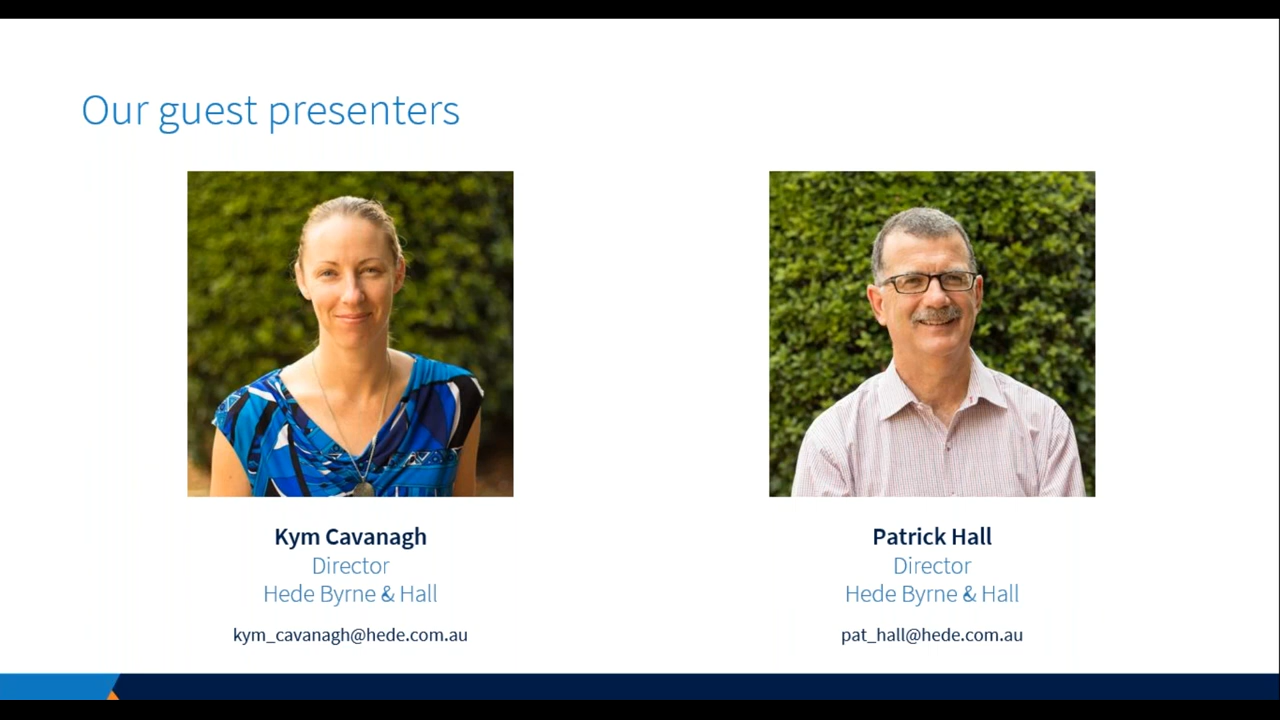 Our guest presenters
Kym Cavanagh
Director
Hede Byrne & Hall
kym_cavanagh@hede.com.au
Patrick Hall
Director
Hede Byrne & Hall
pat_hall@hede.com.au